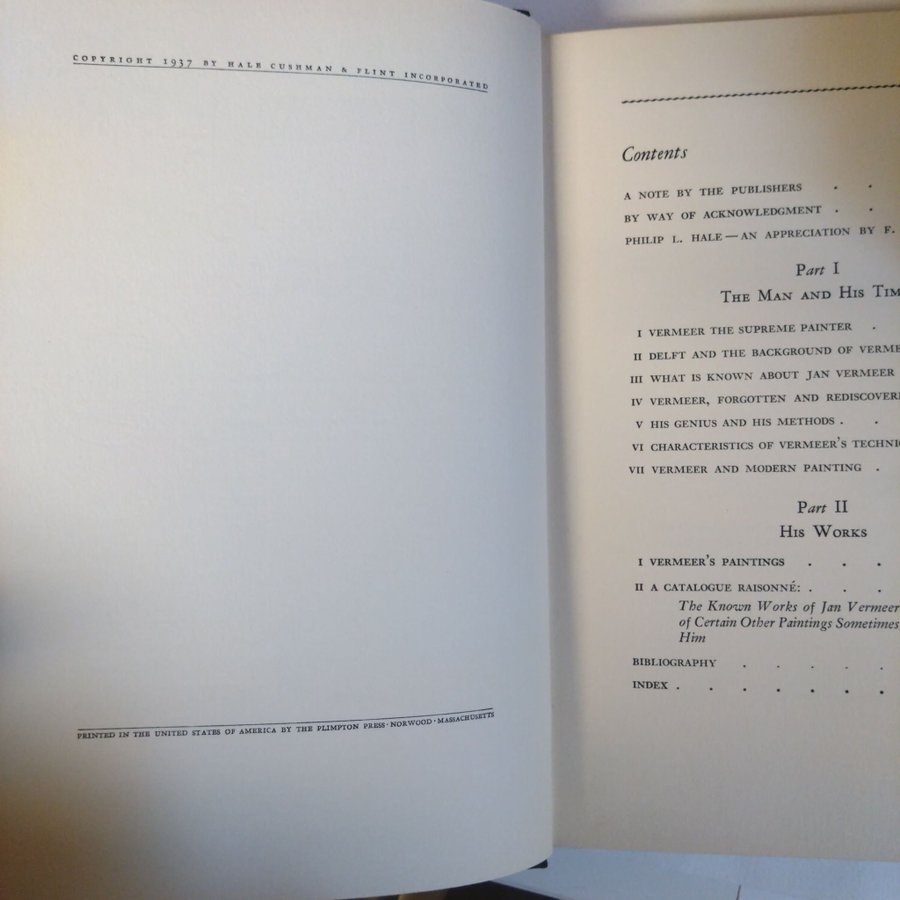 COPYRIGHT 1937 BY HALE CUSHMAN & FLINT INCORPORATED
PRINTED IN THE UNITED STATES OF AMERICA BY THE PLIMPTON PRESS · NORWOOD · MASSACHUSETTS
Contents
A NOTE BY THE PUBLISHERS . .
BY WAY OF ACKNOWLEDGMENT . .
PHILIP L. HALE — AN APPRECIATION BY F.
Part I
THE MAN AND HIS TIM
I VERMEER THE SUPREME PAINTER .
II DELFT AND THE BACKGROUND OF VERME
III WHAT IS KNOWN ABOUT JAN VERMEER
IV VERMEER, FORGOTTEN AND REDISCOVER
V HIS GENIUS AND HIS METHODS . .
VI CHARACTERISTICS OF VERMEER'S TECHNI
VII VERMEER AND MODERN PAINTING .
Part II
HIS WORKS
I VERMEER'S PAINTINGS . . .
II A CATALOGUE RAISONNÉ: . . .
The Known Works of Jan Vermeer
of Certain Other Paintings Sometimes
Him
BIBLIOGRAPHY . . . . .
INDEX . . . . . . .